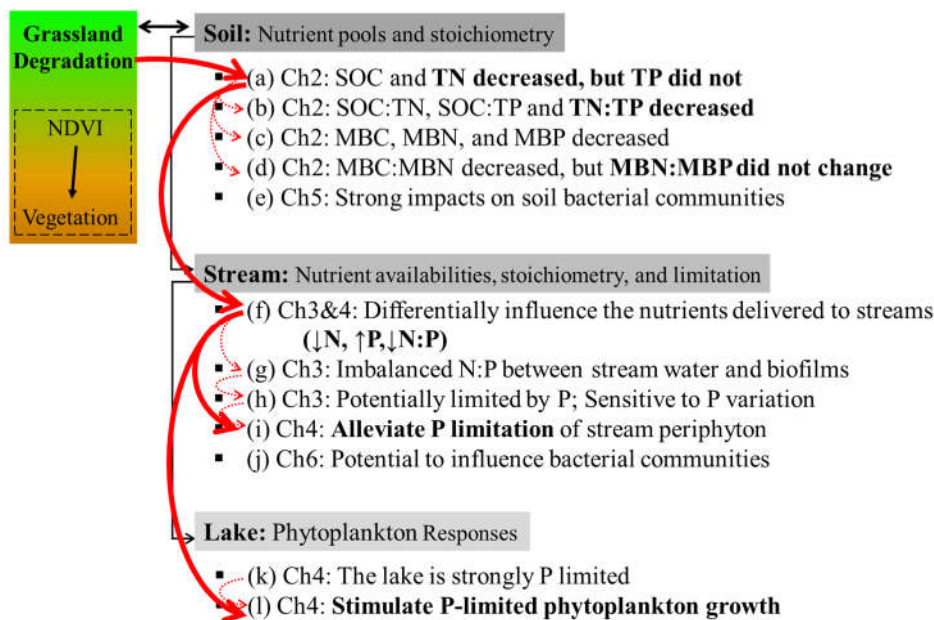 Grassland
Degradation
NDVI
Vegetation
Soil: Nutrient pools and stoichiometry
(a) Ch2: SOC and TN decreased, but TP did not
(b) Ch2: SOC:TN, SOC:TP and TN:TP decreased
(c) Ch2: MBC, MBN, and MBP decreased
(d) Ch2: MBC:MBN decreased, but MBN:MBP did not change
(e) Ch5: Strong impacts on soil bacterial communities
Stream: Nutrient availabilities, stoichiometry, and limitation
(f) Ch3&4: Differentially influence the nutrients delivered to streams
(↓N, ↑P,↓N:P)
(g) Ch3: Imbalanced N:P between stream water and biofilms
(h) Ch3: Potentially limited by P; Sensitive to P variation
(i) Ch4: Alleviate P limitation of stream periphyton
(j) Ch6: Potential to influence bacterial communities
Lake: Phytoplankton Responses
(k) Ch4: The lake is strongly P limited
(l) Ch4: Stimulate P-limited phytoplankton growth